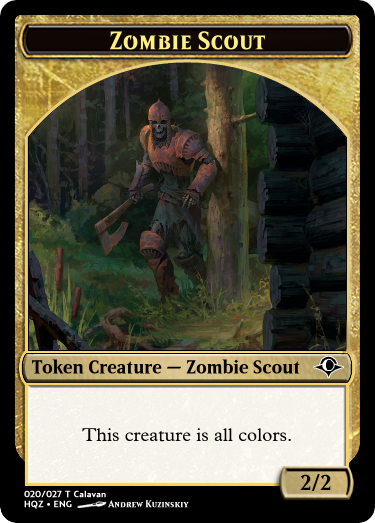 Zombie Scout
Token Creature — Zombie Scout
This creature is all colors.
2/2
020/027 T Calavan
HQZ • ENG Andrew Kuzinskiy